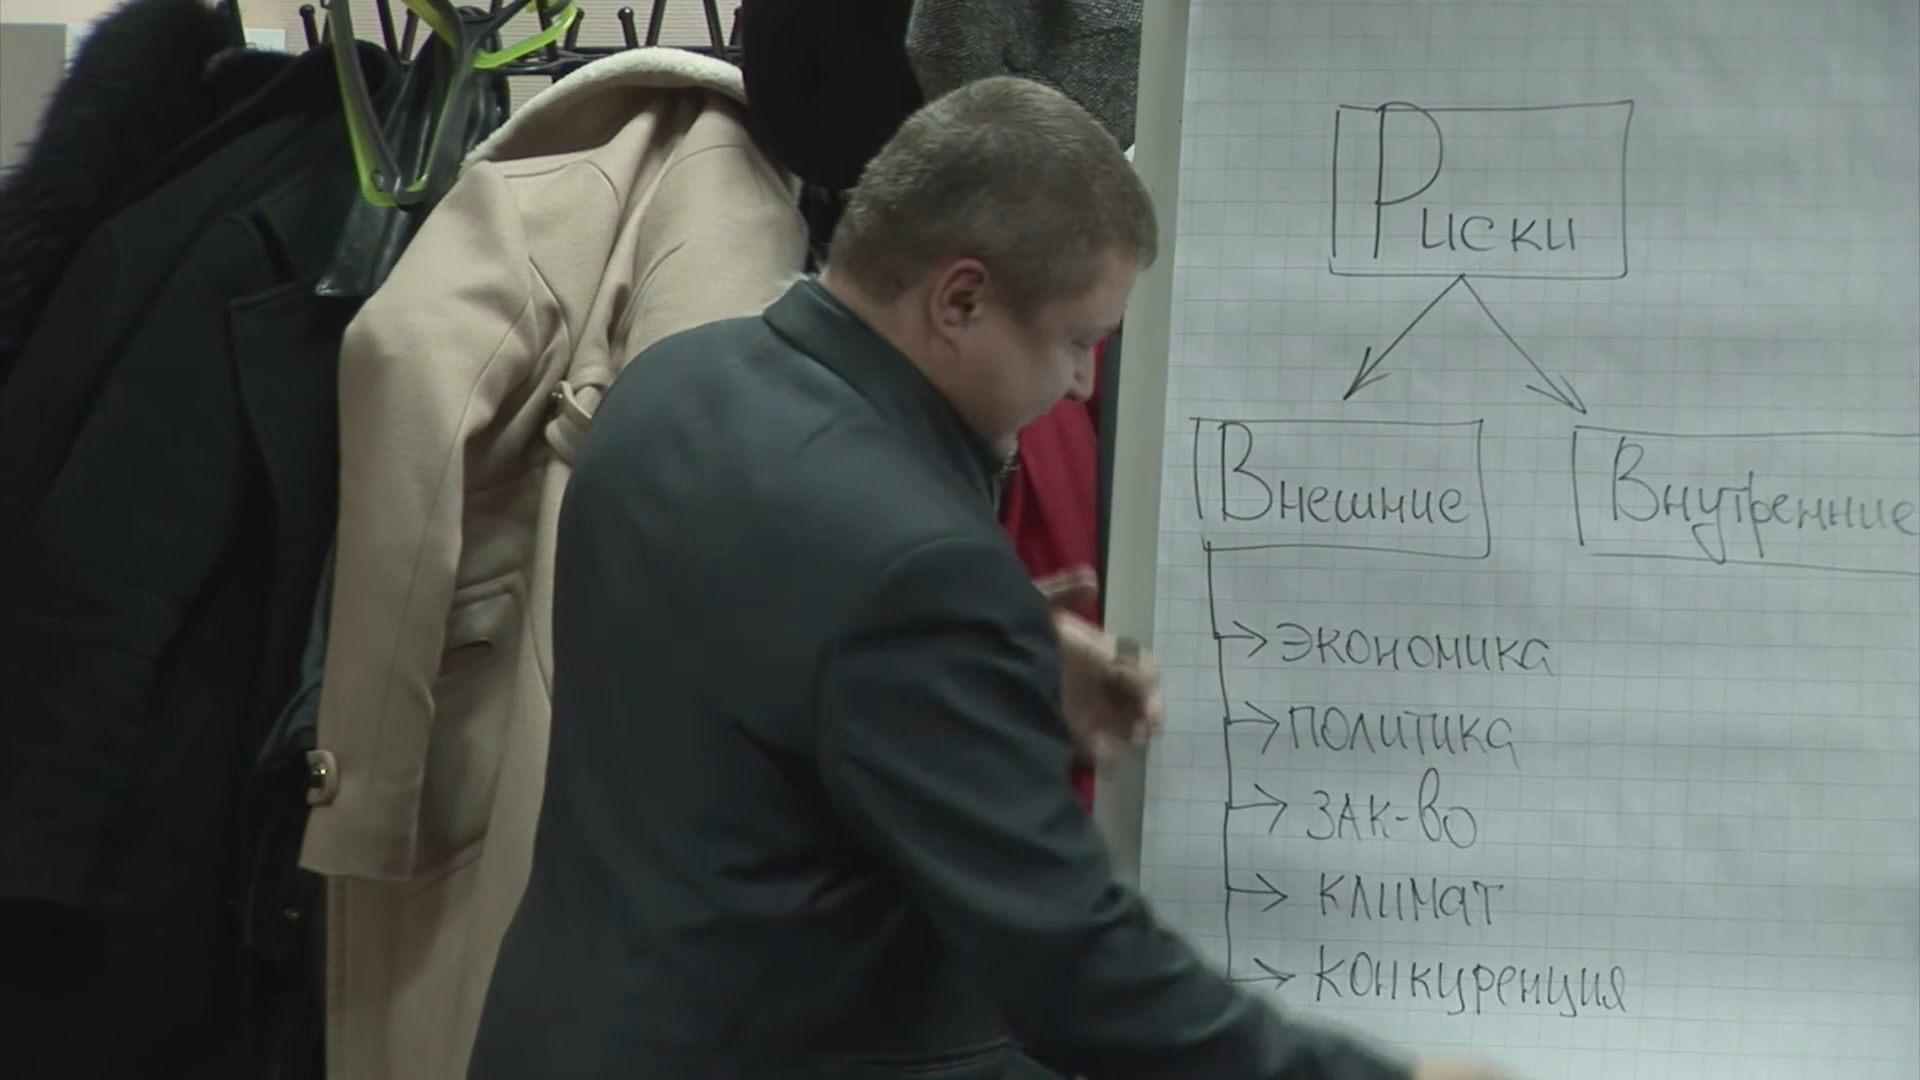 Риски
Внешние Внутренние
экономика
политика
зак-во
климат
конкуренция